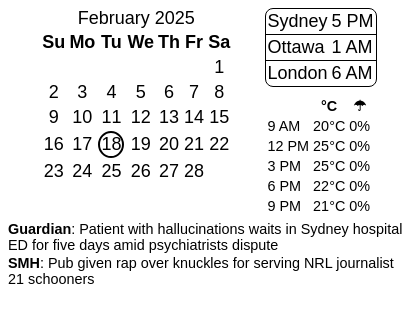 February 2025
Su Mo Tu We Th Fr Sa
1
2 3 4 5 6 7 8
9 10 11 12 13 14 15
16 17 18 19 20 21 22
23 24 25 26 27 28
Sydney 5 PM
Ottawa 1 AM
London 6 AM
°C ☂
9 AM 20°C 0%
12 PM 25°C 0%
3 PM 25°C 0%
6 PM 22°C 0%
9 PM 21°C 0%
Guardian: Patient with hallucinations waits in Sydney hospital
ED for five days amid psychiatrists dispute
SMH: Pub given rap over knuckles for serving NRL journalist
21 schooners